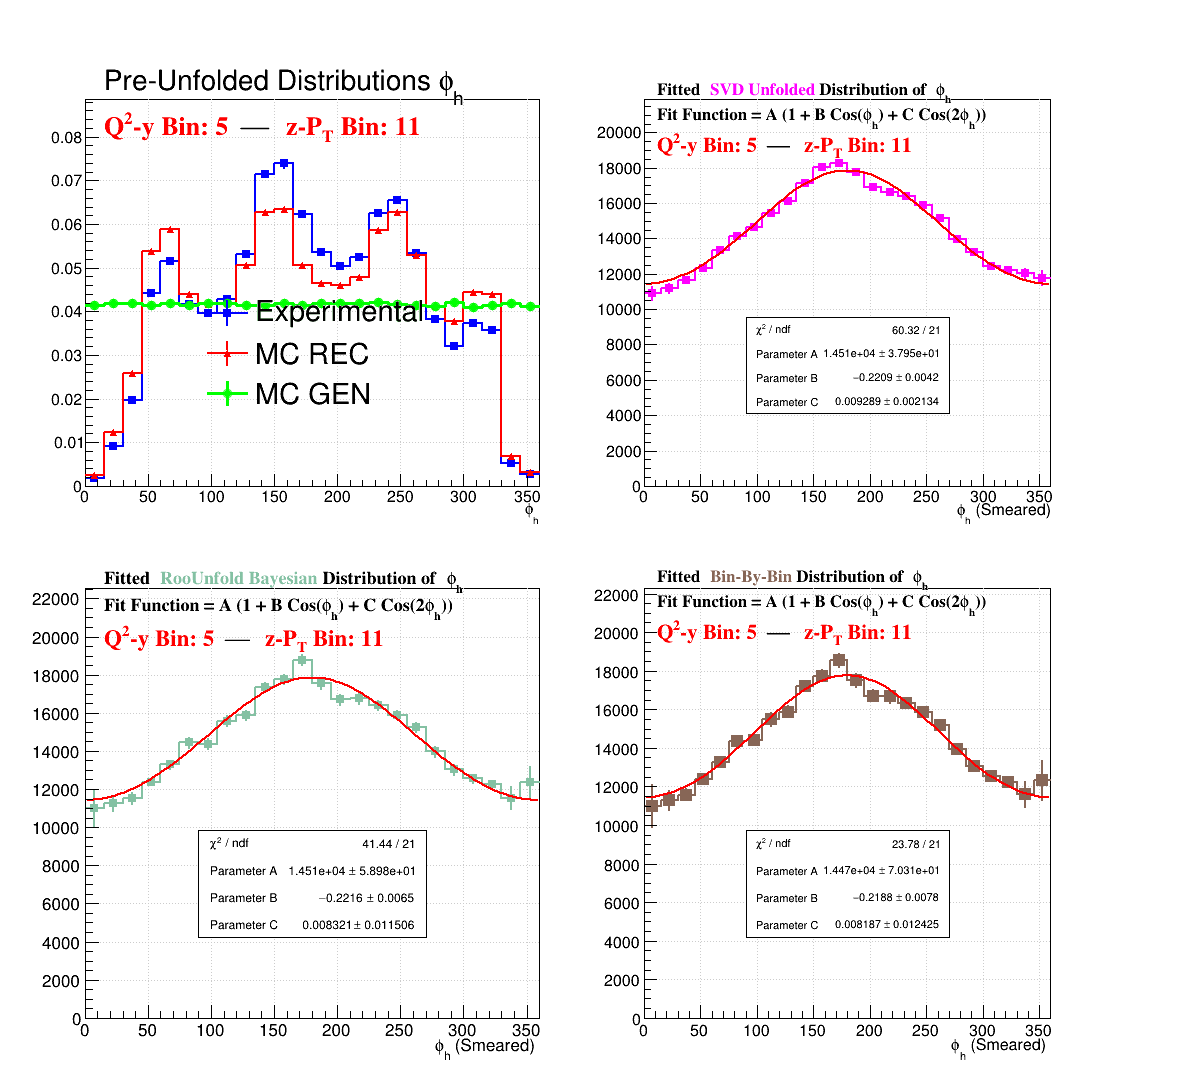 Pre-Unfolded Distributions ϕh
Q2-y Bin: 5 — z-PT Bin: 11
0.08
0.07
0.06
0.05
0.04
0.03
0.02
0.01
0
Experimental
MC REC
MC GEN
0 50 100 150 200 250 300
ϕh
Fitted SVD Unfolded Distribution of ϕh
Fit Function = A (1 + B Cos(ϕh) + C Cos(2ϕh))
Q2-y Bin: 5 — z-PT Bin: 11
20000
18000
16000
14000
12000
10000
8000
6000
4000
2000
0
χ2 / ndf 60.32 / 21
Parameter A 1.451e+04 ± 3.795e+01
Parameter B −0.2209 ± 0.0042
Parameter C 0.009289 ± 0.002134
0 50 100 150 200 250 300 350
ϕh (Smeared)
Fitted RooUnfold Bayesian Distribution of ϕh
Fit Function = A (1 + B Cos(ϕh) + C Cos(2ϕh))
Q2-y Bin: 5 — z-PT Bin: 11
22000
20000
18000
16000
14000
12000
10000
8000
6000
4000
2000
0
χ2 / ndf 41.44 / 21
Parameter A 1.451e+04 ± 5.898e+01
Parameter B −0.2216 ± 0.0065
Parameter C 0.008321 ± 0.011506
0 50 100 150 200 250 300 350
ϕh (Smeared)
Fitted Bin-By-Bin Distribution of ϕh
Fit Function = A (1 + B Cos(ϕh) + C Cos(2ϕh))
Q2-y Bin: 5 — z-PT Bin: 11
22000
20000
18000
16000
14000
12000
10000
8000
6000
4000
2000
0
χ2 / ndf 23.78 / 21
Parameter A 1.447e+04 ± 7.031e+01
Parameter B −0.2188 ± 0.0078
Parameter C 0.008187 ± 0.012425
0 50 100 150 200 250 300 350
ϕh (Smeared)